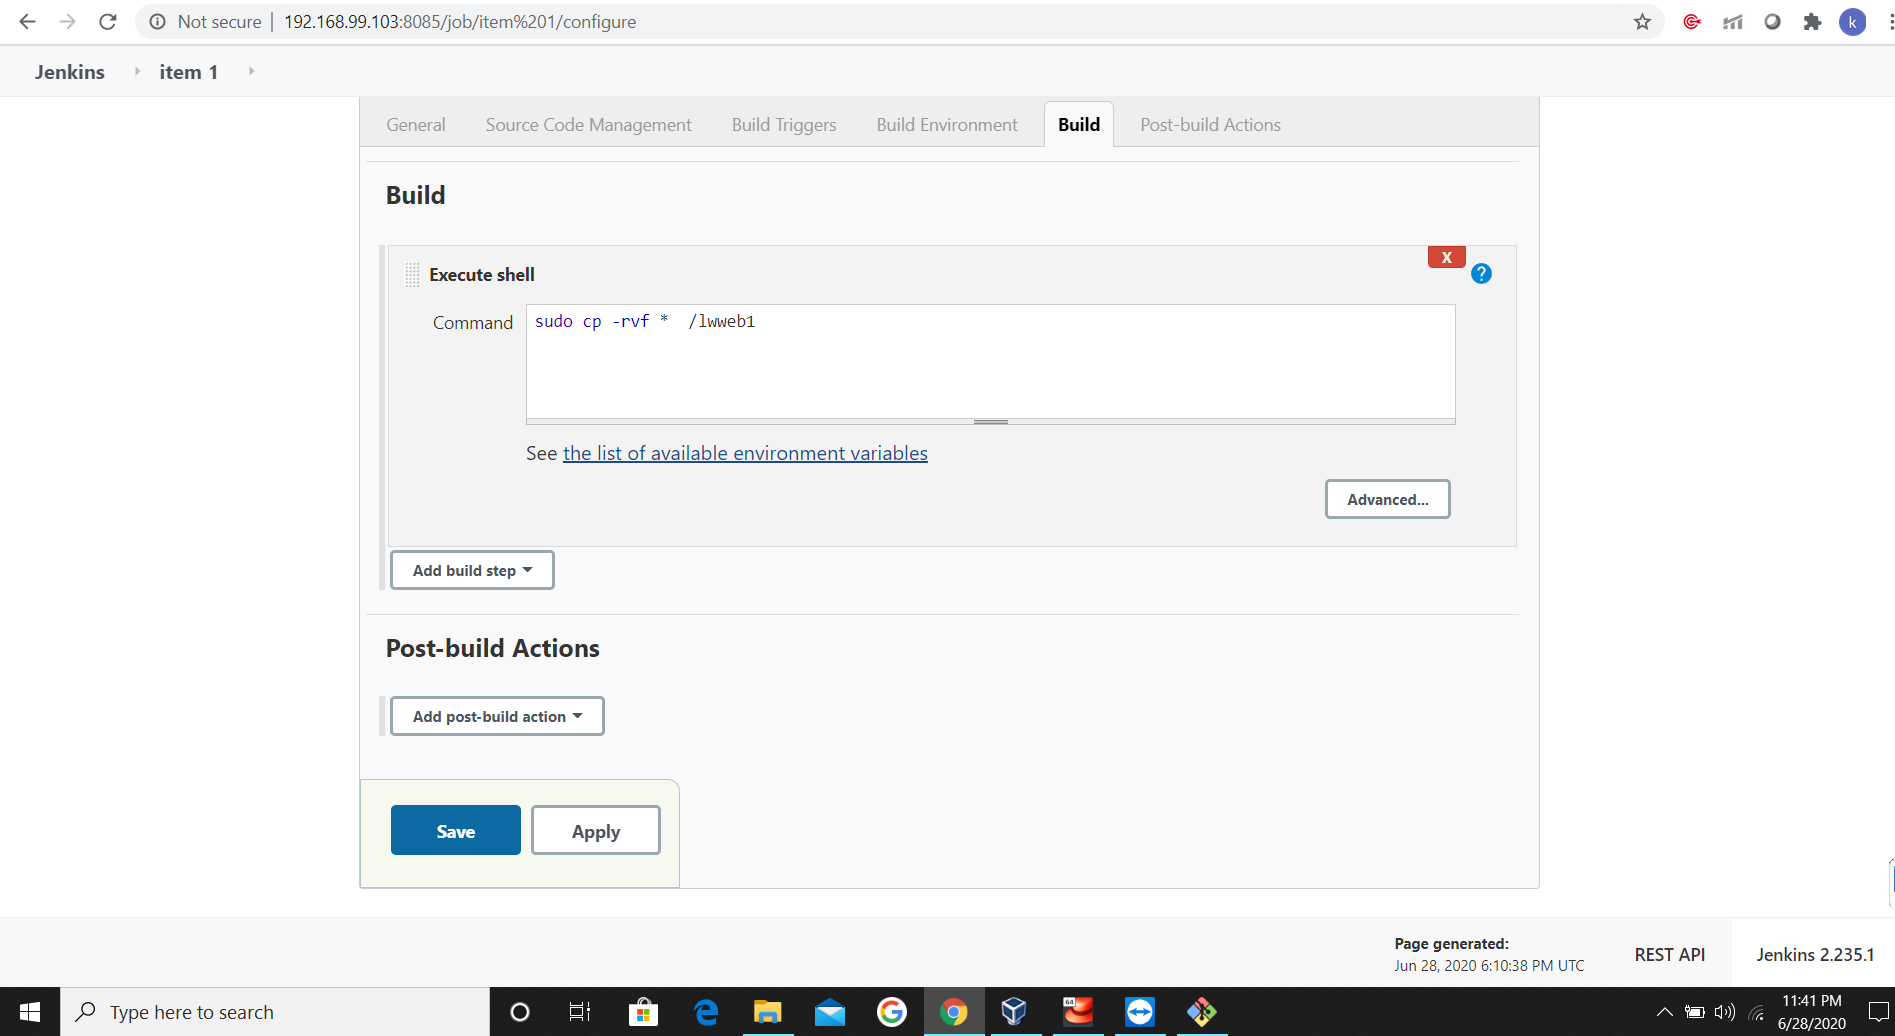 Not secure | 192.168.99.103:8085/job/item%201/configure
k
Jenkins item 1
General Source Code Management Build Triggers Build Environment Build Post-build Actions
Build
X
Execute shell
?
Command sudo cp -rvf *  /lwweb1
See the list of available environment variables
Advanced...
Add build step
Post-build Actions
Add post-build action
Save Apply
Page generated:
Jun 28, 2020 6:10:38 PM UTC
REST API
Jenkins 2.235.1
Type here to search
64
11:41 PM
6/28/2020